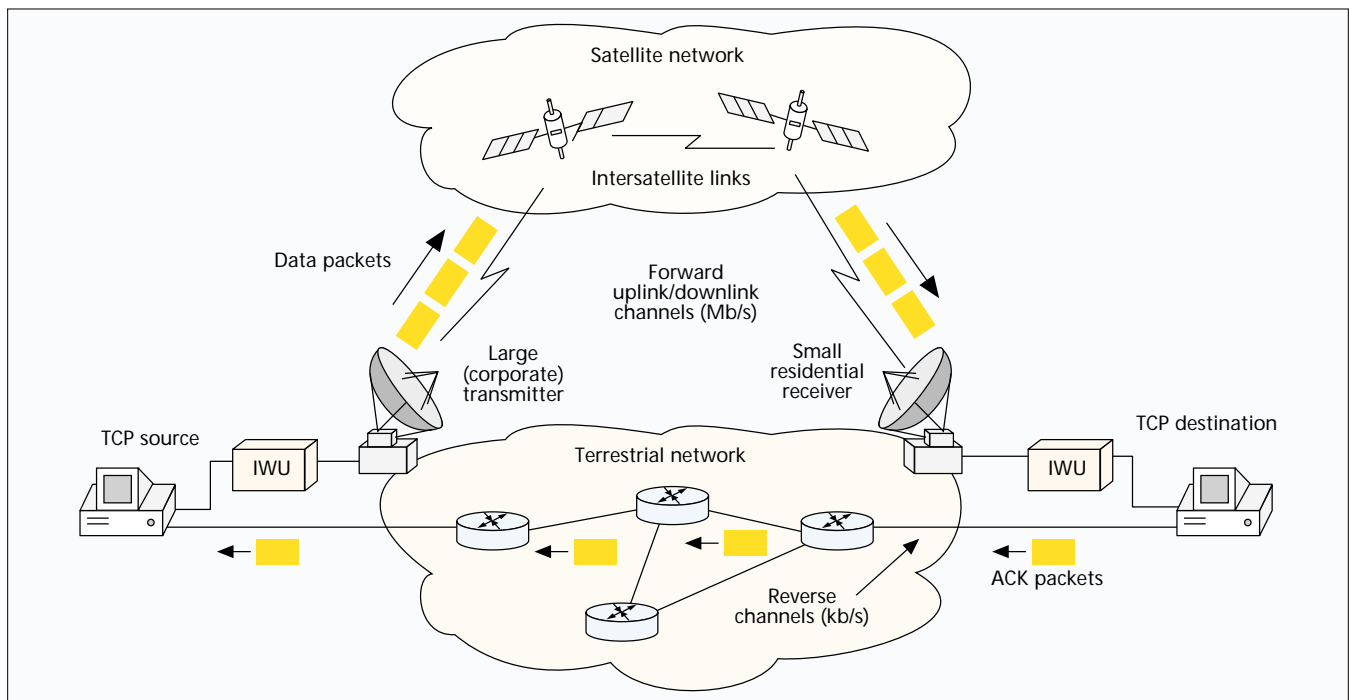 Satellite network
Intersatellite links
Data packets
Forward
uplink/downlink
channels (Mb/s)
Large
(corporate)
transmitter
Small
residential
receiver
TCP source
TCP destination
IWU
Terrestrial network
IWU
ACK packets
Reverse
channels (kb/s)